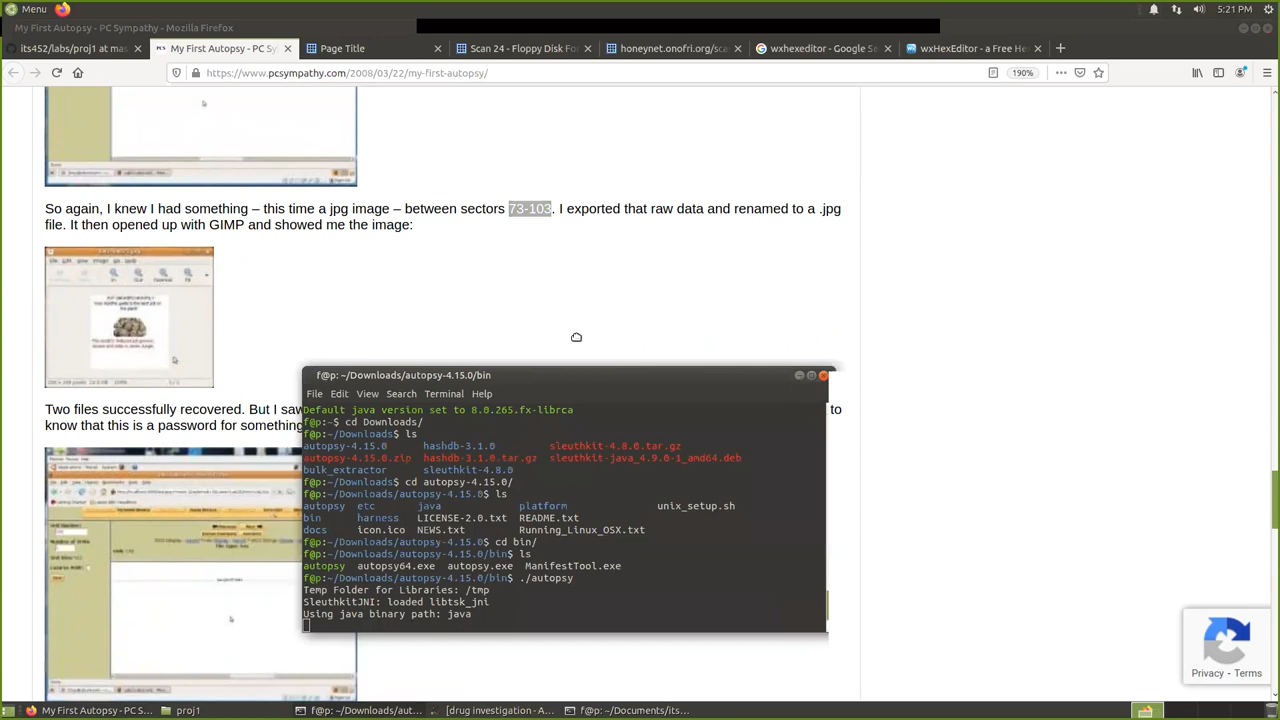 Menu
5:21 PM
My First Autopsy - PC Sympathy - Mozilla Firefox
its452/labs/proj1 at mas
My First Autopsy - PC Sy
Page Title
Scan 24 - Floppy Disk Fo
honeynet.onofri.org/sca
wxhexeditor - Google Se
wxHexEditor - a Free He
https://www.pcsympathy.com/2008/03/22/my-first-autopsy/
190%
So again, I knew I had something – this time a jpg image – between sectors 73-103. I exported that raw data and renamed to a .jpg
file. It then opened up with GIMP and showed me the image:
Two files successfully recovered. But I saw
to
know that this is a password for something
f@p: ~/Downloads/autopsy-4.15.0/bin
File Edit View Search Terminal Help
Default java version set to 8.0.265.fx-librca
f@p:~$ cd Downloads/
f@p:~/Downloads$ ls
autopsy-4.15.0 hashdb-3.1.0 sleuthkit-4.8.0.tar.gz
autopsy-4.15.0.zip hashdb-3.1.0.tar.gz sleuthkit-java_4.9.0-1_amd64.deb
bulk_extractor sleuthkit-4.8.0
f@p:~/Downloads$ cd autopsy-4.15.0/
f@p:~/Downloads/autopsy-4.15.0$ ls
autopsy etc java platform unix_setup.sh
bin harness LICENSE-2.0.txt README.txt
docs icon.ico NEWS.txt Running_Linux_OSX.txt
f@p:~/Downloads/autopsy-4.15.0$ cd bin/
f@p:~/Downloads/autopsy-4.15.0/bin$ ls
autopsy autopsy64.exe autopsy.exe ManifestTool.exe
f@p:~/Downloads/autopsy-4.15.0/bin$ ./autopsy
Temp Folder for Libraries: /tmp
SleuthkitJNI: loaded libtsk_jni
Using java binary path: java
Privacy - Terms
My First Autopsy - PC S...
proj1
f@p: ~/Downloads/aut...
[drug investigation - A...
f@p: ~/Documents/its...